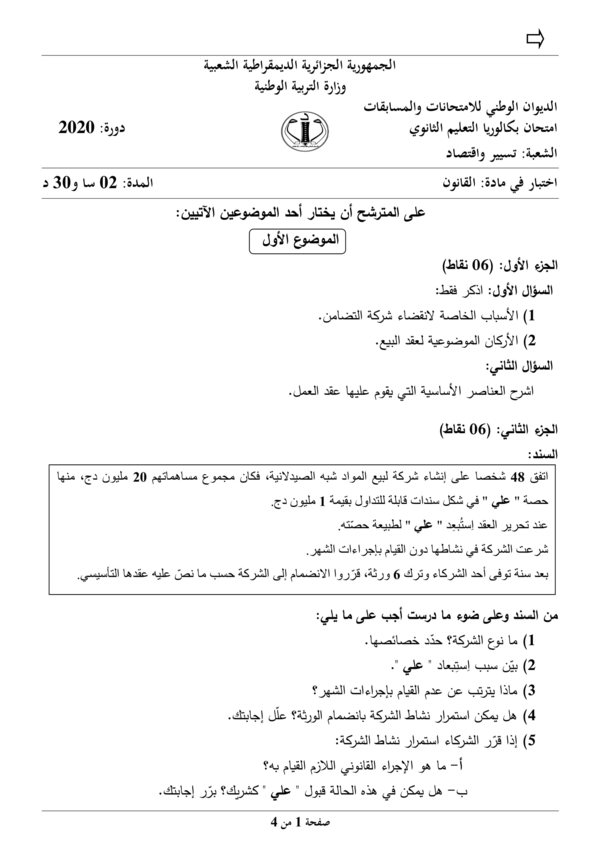 الجمهورية الجزائرية الديمقراطية الشعبية
وزارة التربية الوطنية
الديوان الوطني للامتحانات والمسابقات
امتحان بكالوريا التعليم الثانوي
دورة: 2020
الشعبة: تسيير واقتصاد
اختبار في مادة: القانون
المدة: 02 سا و30 د
على المترشح أن يختار أحد الموضوعين الآتيين:
الموضوع الأول
الجزء الأول: (06 نقاط)
السؤال الأول: اذكر فقط:
1) الأسباب الخاصة لانقضاء شركة التضامن.
2) الأركان الموضوعية لعقد البيع.
السؤال الثاني:
اشرح العناصر الأساسية التي يقوم عليها عقد العمل.
الجزء الثاني: (06 نقاط)
السند:
اتفق 48 شخصا على إنشاء شركة لبيع المواد شبه الصيدلانية، فكان مجموع مساهماتهم 20 مليون دج، منها
حصة " علي " في شكل سندات قابلة للتداول بقيمة 1 مليون دج.
عند تحرير العقد اِستُبعِد " علي " لطبيعة حصّته.
شرعت الشركة في نشاطها دون القيام بإجراءات الشهر.
بعد سنة توفى أحد الشركاء وترك 6 ورثة، قرّروا الانضمام إلى الشركة حسب ما نصّ عليه عقدها التأسيسي.
من السند وعلى ضوء ما درست أجب على ما يلي:
1) ما نوع الشركة؟ حدّد خصائصها.
2) بيّن سبب اِستِبعاد " علي ".
3) ماذا يترتب عن عدم القيام بإجراءات الشهر؟
4) هل يمكن استمرار نشاط الشركة بانضمام الورثة؟ علّل إجابتك.
5) إذا قرّر الشركاء استمرار نشاط الشركة:
أ- ما هو الإجراء القانوني اللازم القيام به؟
ب- هل يمكن في هذه الحالة قبول " علي " كشريك؟ برّر إجابتك.
صفحة 1 من 4